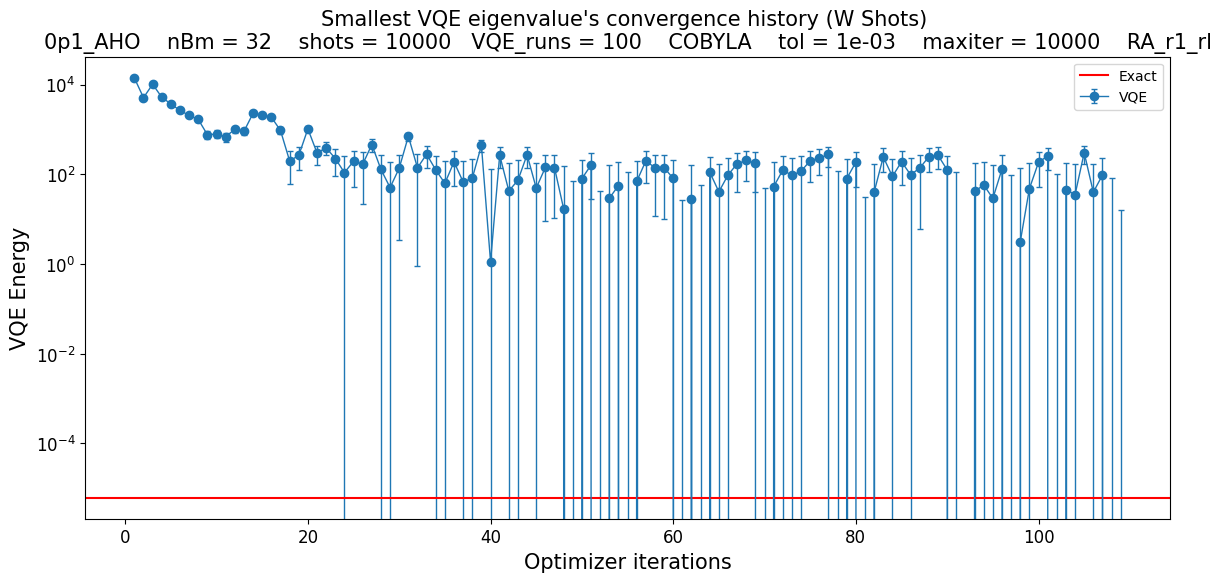 Smallest VQE eigenvalue's convergence history (W Shots)
0p1_AHO nBm = 32 shots = 10000 VQE_runs = 100 COBYLA tol = 1e-03 maxiter = 10000 RA_r1_rl
Exact
VQE
VQE Energy
10^4
10^2
10^0
10^-2
10^-4
0 20 40 60 80 100
Optimizer iterations